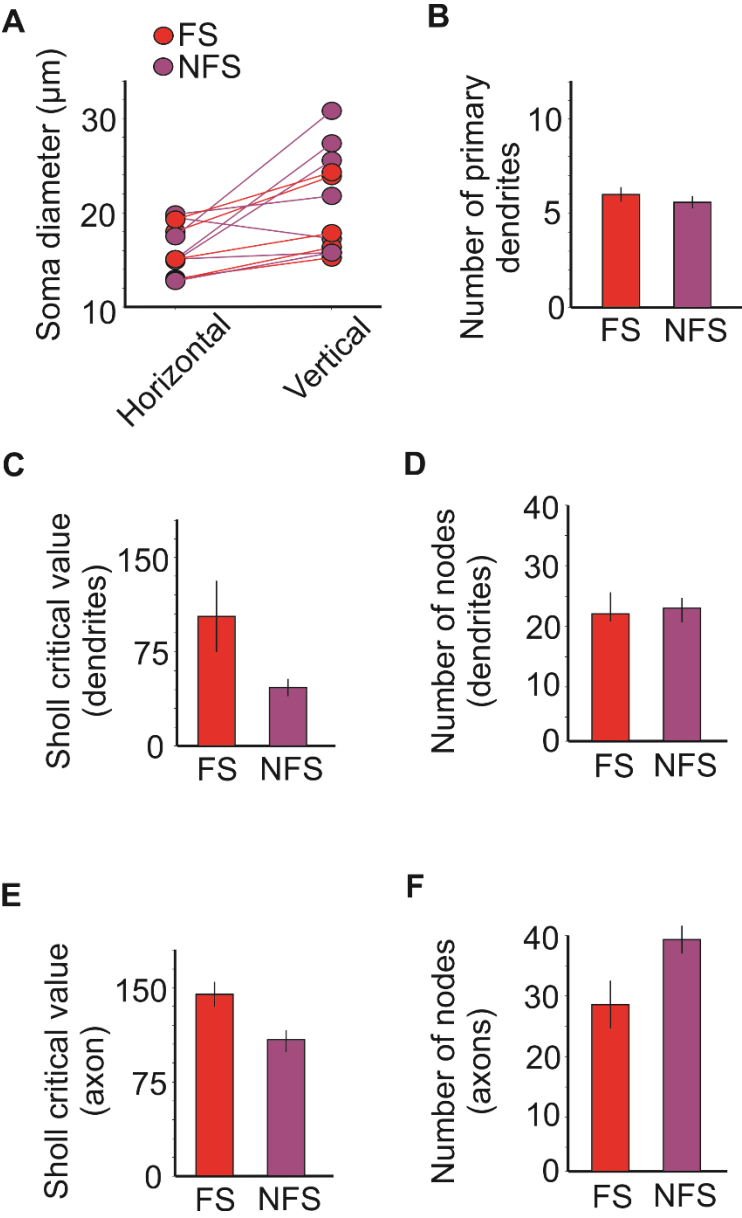 A
FS
NFS
Soma diameter (µm)
30
20
10
Horizontal
Vertical
B
Number of primary
dendrites
10
5
0
FS
NFS
C
Sholl critical value
(dendrites)
150
75
0
FS
NFS
D
Number of nodes
(dendrites)
40
30
20
10
0
FS
NFS
E
Sholl critical value
(axon)
150
75
0
FS
NFS
F
Number of nodes
(axons)
40
30
20
10
0
FS
NFS